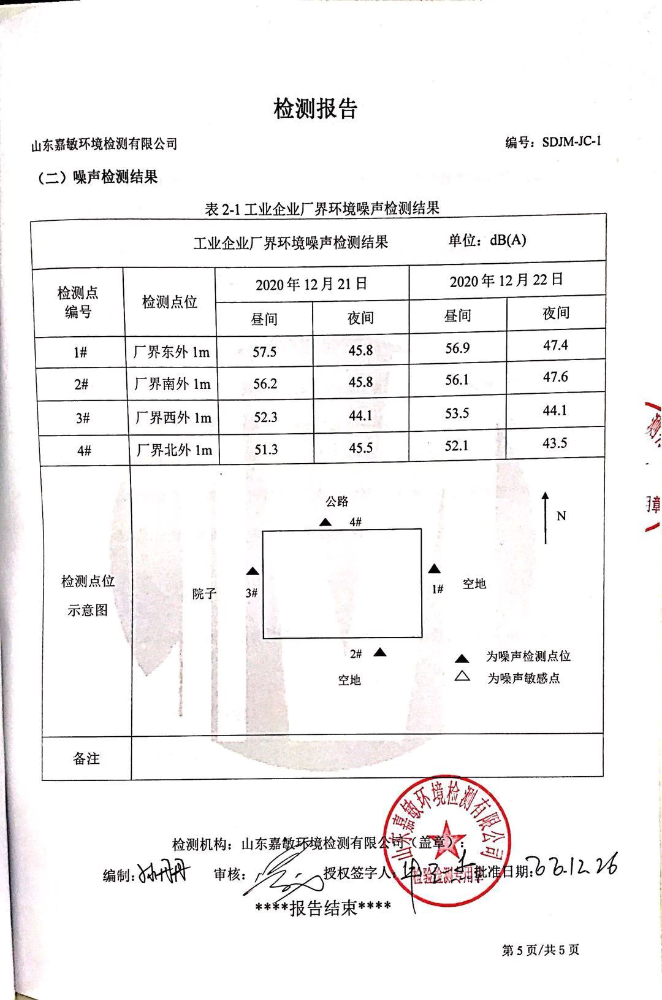 检测报告
山东嘉敏环境检测有限公司 编号：SDJM-JC-1
（二）噪声检测结果
表 2-1 工业企业厂界环境噪声检测结果
工业企业厂界环境噪声检测结果 单位：dB(A)
检测点编号 检测点位 2020 年 12 月 21 日 2020 年 12 月 22 日
昼间 夜间 昼间 夜间
1# 厂界东外 1m 57.5 45.8 56.9 47.4
2# 厂界南外 1m 56.2 45.8 56.1 47.6
3# 厂界西外 1m 52.3 44.1 53.5 44.1
4# 厂界北外 1m 51.3 45.5 52.1 43.5
检测点位
示意图
公路
4#
N
院子 3#
1# 空地
2#
空地
为噪声检测点位
为噪声敏感点
备注
山东嘉敏环境检测有限公司
检验检测专用章
检测机构：山东嘉敏环境检测有限公司（盖章）：
编制: 审核： 授权签字人: 批准日期:
****报告结束****
第 5 页/共 5 页
章